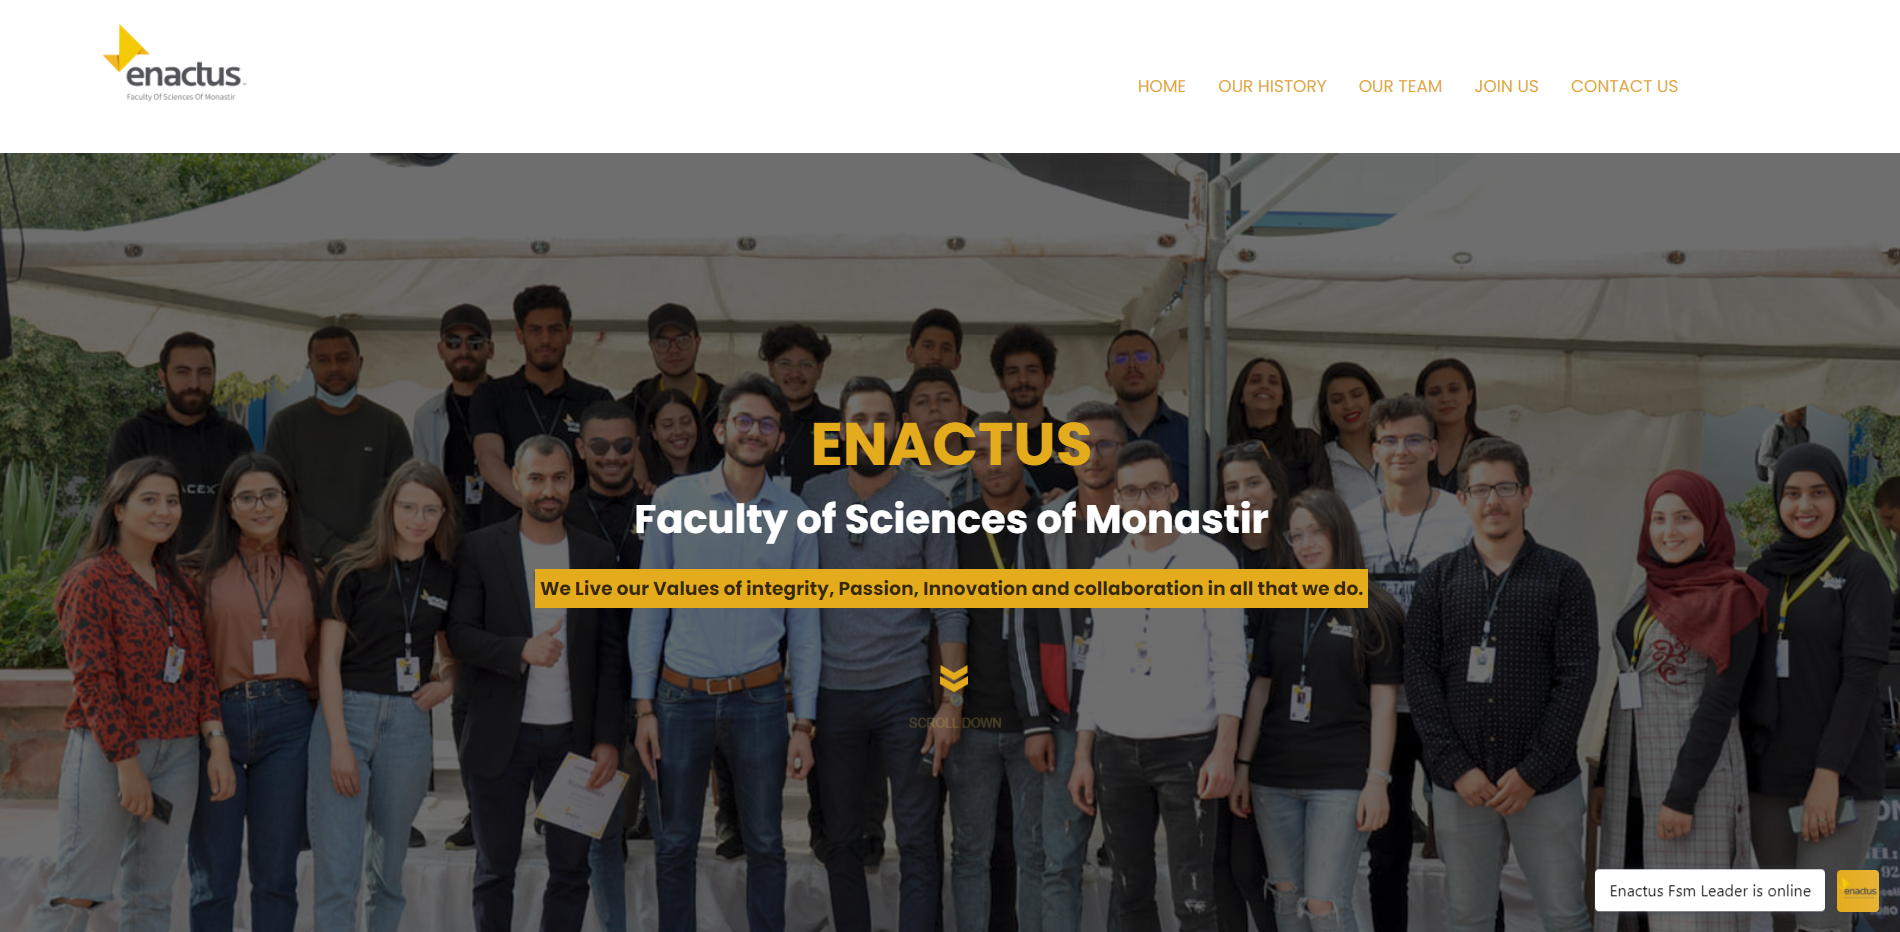 enactus
Faculty Of Sciences Of Monastir
HOME
OUR HISTORY
OUR TEAM
JOIN US
CONTACT US
ENACTUS
Faculty of Sciences of Monastir
We Live our Values of integrity, Passion, Innovation and collaboration in all that we do.
SCROLL DOWN
Enactus Fsm Leader is online
enactus